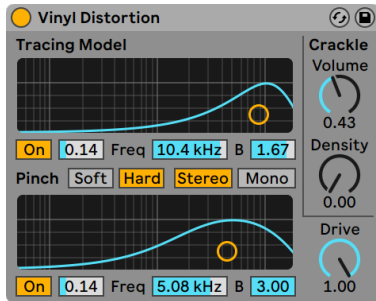 Vinyl Distortion
Tracing Model
Crackle
Volume
0.43
On 0.14 Freq 10.4 kHz B 1.67
Density
Pinch Soft Hard Stereo Mono
0.00
Drive
On 0.14 Freq 5.08 kHz B 3.00
1.00